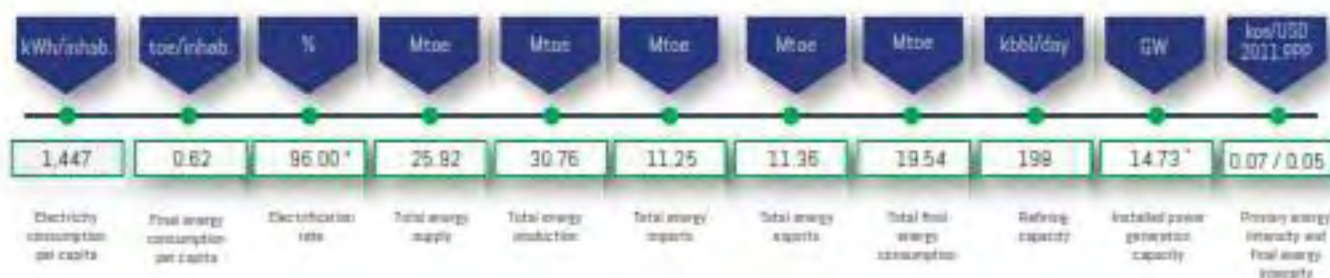 kWh/inhab.
toe/inhab.
%
Mtoe
Mtoe
Mtoe
Mtoe
Mtoe
kbbl/day
GW
koe/USD
2011 PPP
1,447
0.62
96.00 *
25.92
30.76
11.25
11.36
19.54
199
14.73 *
0.07 / 0.05
Electricity
consumption
per capita
Final energy
consumption
per capita
Electrification
rate
Total energy
supply
Total energy
production
Total energy
imports
Total energy
exports
Total final
energy
consumption
Refining
capacity
Installed power
generation
capacity
Primary energy
intensity and
final energy
intensity